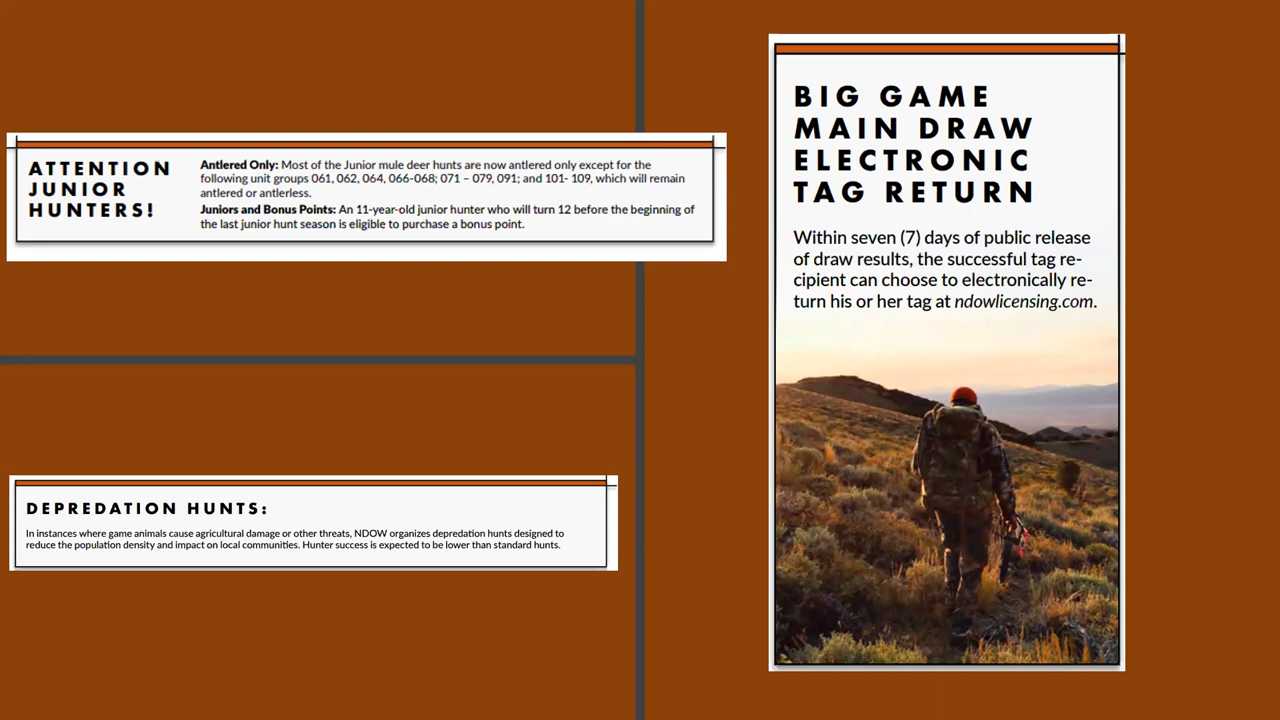 ATTENTION
JUNIOR
HUNTERS!
Antlered Only: Most of the Junior mule deer hunts are now antlered only except for the
following unit groups 061, 062, 064, 066-068; 071 – 079, 091; and 101- 109, which will remain
antlered or antlerless.
Juniors and Bonus Points: An 11-year-old junior hunter who will turn 12 before the beginning of
the last junior hunt season is eligible to purchase a bonus point.
DEPREDATION HUNTS:
In instances where game animals cause agricultural damage or other threats, NDOW organizes depredation hunts designed to
reduce the population density and impact on local communities. Hunter success is expected to be lower than standard hunts.
BIG GAME
MAIN DRAW
ELECTRONIC
TAG RETURN
Within seven (7) days of public release
of draw results, the successful tag re-
cipient can choose to electronically re-
turn his or her tag at ndowlicensing.com.